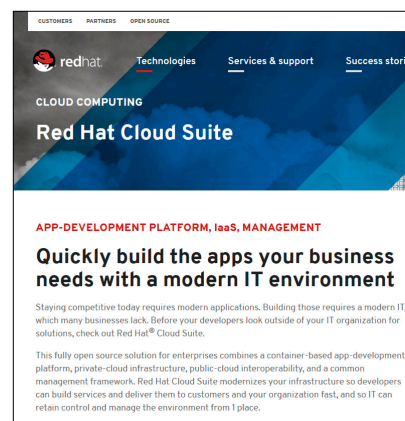 CUSTOMERS PARTNERS OPEN SOURCE
redhat. Technologies Services & support Success stori
CLOUD COMPUTING
Red Hat Cloud Suite
APP-DEVELOPMENT PLATFORM, IaaS, MANAGEMENT
Quickly build the apps your business
needs with a modern IT environment
Staying competitive today requires modern applications. Building those requires a modern IT,
which many businesses lack. Before your developers look outside of your IT organization for
solutions, check out Red Hat® Cloud Suite.
This fully open source solution for enterprises combines a container-based app-development
platform, private-cloud infrastructure, public-cloud interoperability, and a common
management framework. Red Hat Cloud Suite modernizes your infrastructure so developers
can build services and deliver them to customers and your organization fast, and so IT can
retain control and manage the environment from 1 place.